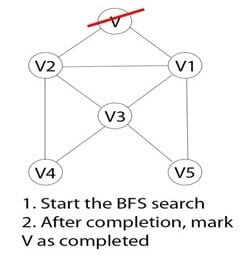 V
V2
V1
V3
V4
V5
1. Start the BFS search
2. After completion, mark
V as completed